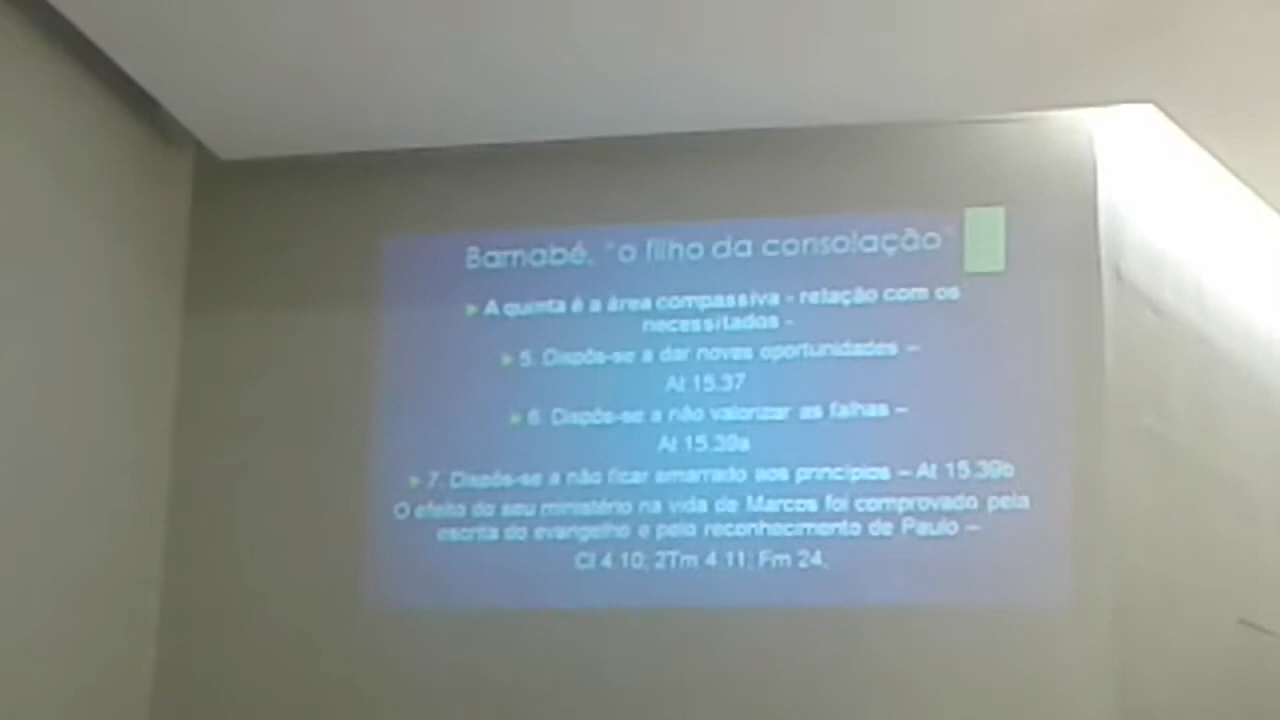 Barnabé, "o filho da consolação"
A quinta é a área compassiva - relação com os
necessitados -
5. Dispôs-se a dar novas oportunidades –
At 15.37
6. Dispôs-se a não valorizar as falhas –
At 15.39a
7. Dispôs-se a não ficar amarrado aos princípios – At 15.39b
O efeito do seu ministério na vida de Marcos foi comprovado pela
escrita do evangelho e pelo reconhecimento de Paulo –
Cl 4.10; 2Tm 4.11; Fm 24.